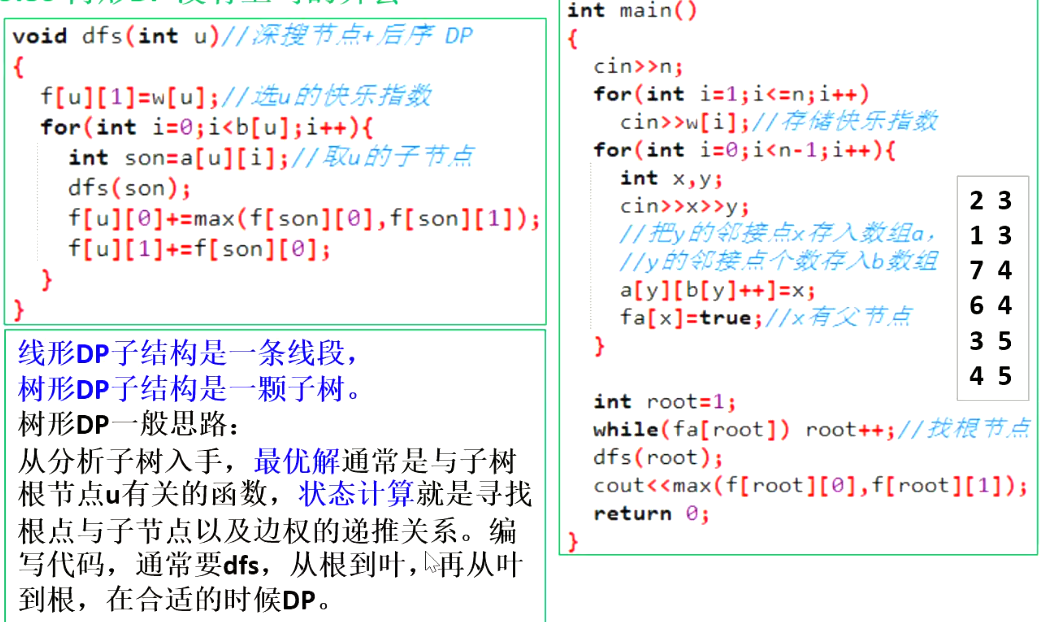 void dfs(int u)//深搜节点+后序 DP
{
f[u][1]=w[u];//选u的快乐指数
for(int i=0;i<b[u];i++){
int son=a[u][i];//取u的子节点
dfs(son);
f[u][0]+=max(f[son][0],f[son][1]);
f[u][1]+=f[son][0];
}
}
线形DP子结构是一条线段，
树形DP子结构是一颗子树。
树形DP一般思路：
从分析子树入手，最优解通常是与子树
根节点u有关的函数，状态计算就是寻找
根点与子节点以及边权的递推关系。编
写代码，通常要dfs，从根到叶，再从叶
到根，在合适的时候DP。
int main()
{
cin>>n;
for(int i=1;i<=n;i++)
cin>>w[i];//存储快乐指数
for(int i=0;i<n-1;i++){
int x,y;
cin>>x>>y;
//把y的邻接点x存入数组a，
//y的邻接点个数存入b数组
a[y][b[y]++]=x;
fa[x]=true;//x有父节点
}
int root=1;
while(fa[root]) root++;//找根节点
dfs(root);
cout<<max(f[root][0],f[root][1]);
return 0;
}
2 3
1 3
7 4
6 4
3 5
4 5